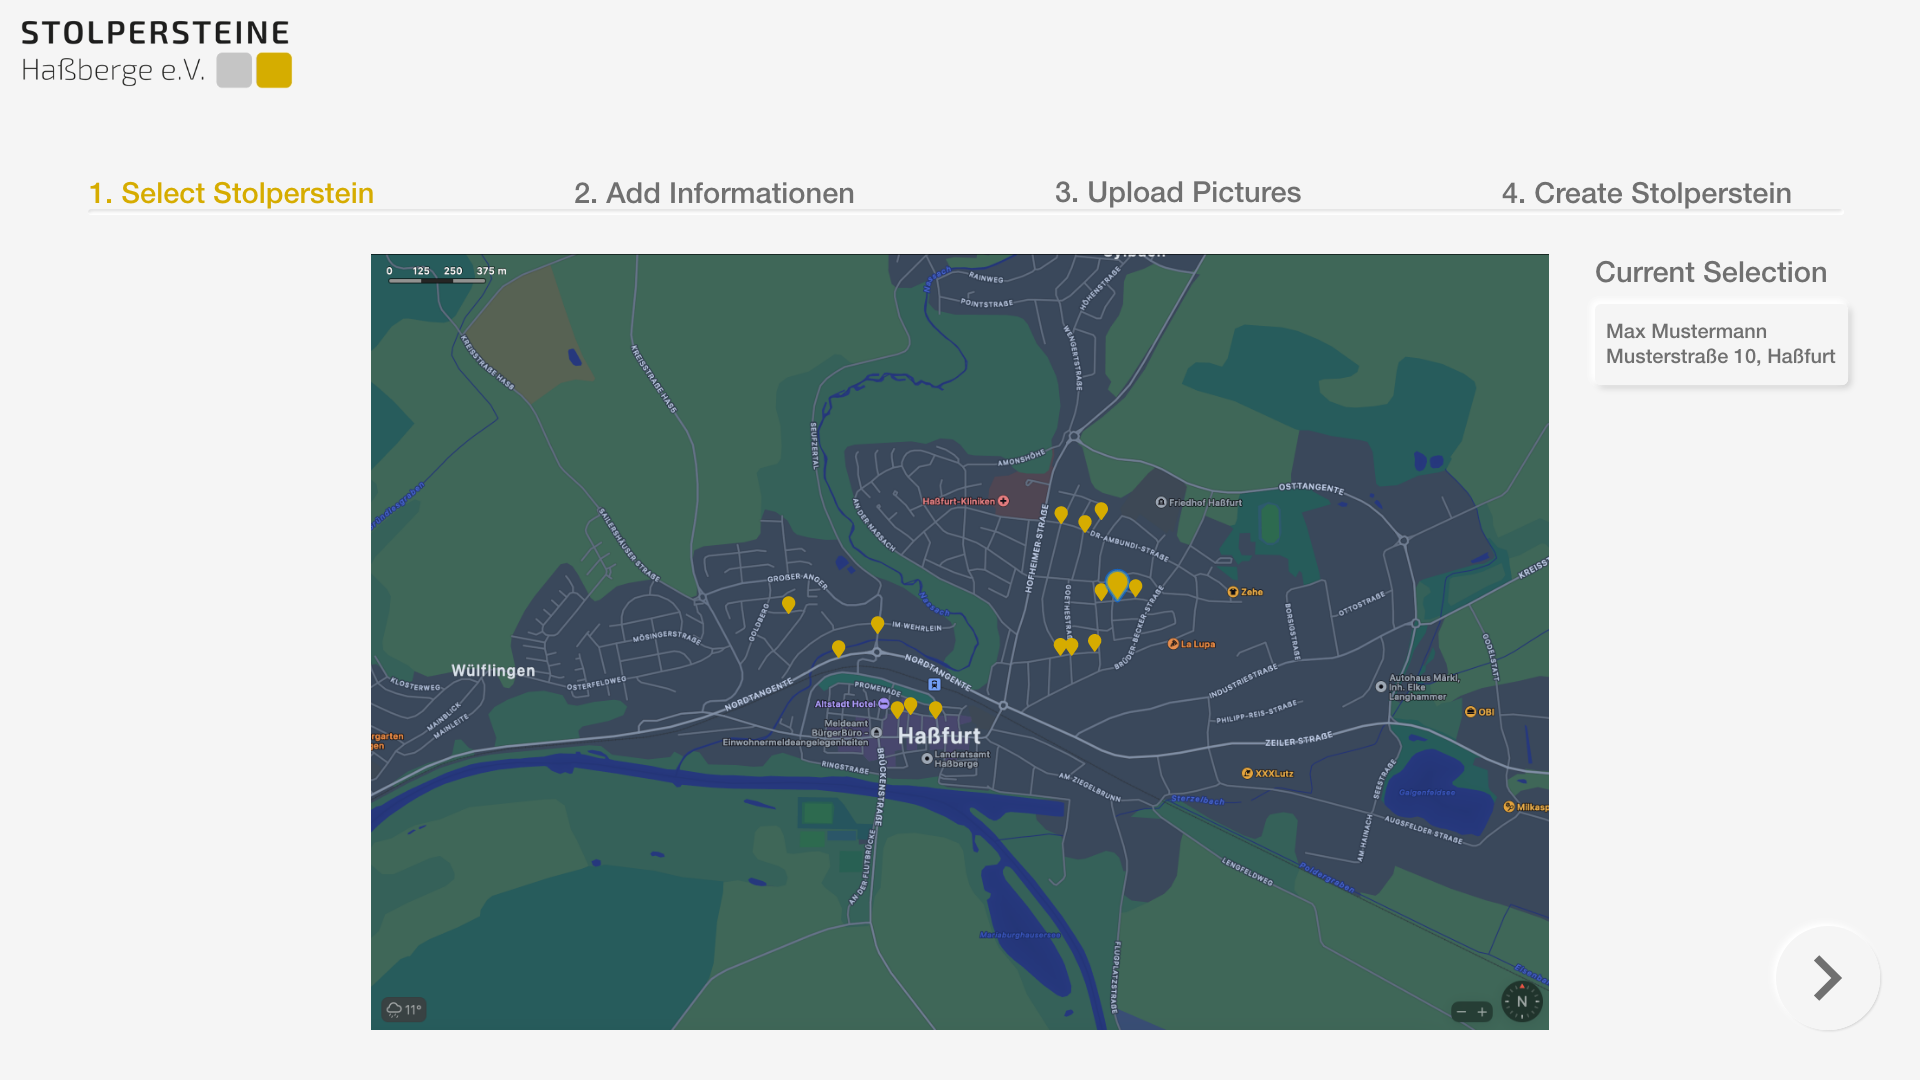 STOLPERSTEINE
Haßberge e.V.
1. Select Stolperstein
2. Add Informationen
3. Upload Pictures
4. Create Stolperstein
0 125 250 375 m
RAINWEG
POINTSTRAßE
HÖHENSTRAßE
Nassach
KREISSTRAßE HAS8
KREISSTRAßE HAS5
WENGERTSTRAßE
SEUFZERTAL
AMONSHÖHE
Haßfurt-Kliniken
Friedhof Haßfurt
OSTTANGENTE
AN DER NASSACH
SAILERSHÄUSER STRAßE
HOFHEIMER STRAßE
DR-AMBUNDI-STRAßE
GROßER ANGER
GOLDBERG
GOETHESTRAßE
Zehe
BORSIGSTRAßE
OTTOSTRAßE
KREISS
Nassach
IM WEHRLEIN
MÖSINGERSTRAßE
BRÜDER-BECKER-STRAßE
La Lupa
GODELSTATT
Wülflingen
KLOSTERWEG
OSTERFELDWEG
NORDTANGENTE
NORDTANGENTE
PROMENADE
INDUSTRIESTRAßE
Autohaus Märkl,
Inh. Elke
Langhammer
Altstadt Hotel
MAINBLICK
MAINLEITE
PHILIPP-REIS-STRAßE
OBI
Meldeamt
BürgerBüro -
Einwohnermeldeangelegenheiten
Haßfurt
ZEILER STRAßE
rgarten
gen
Landratsamt
Haßberge
RINGSTRAßE
BRÜCKENSTRAßE
AM ZIEGELBRUNN
XXXLutz
SEESTRAßE
Galgenfeldsee
Sterzelbach
Milkasp
AUGSFELDER STRAßE
AM HAINACH
AN DER FLUTBRÜCKE
LENGFELDWEG
Poldergraben
Mariaburghausersee
FLUGPLATZSTRAßE
11°
− +
N
Current Selection
Max Mustermann
Musterstraße 10, Haßfurt